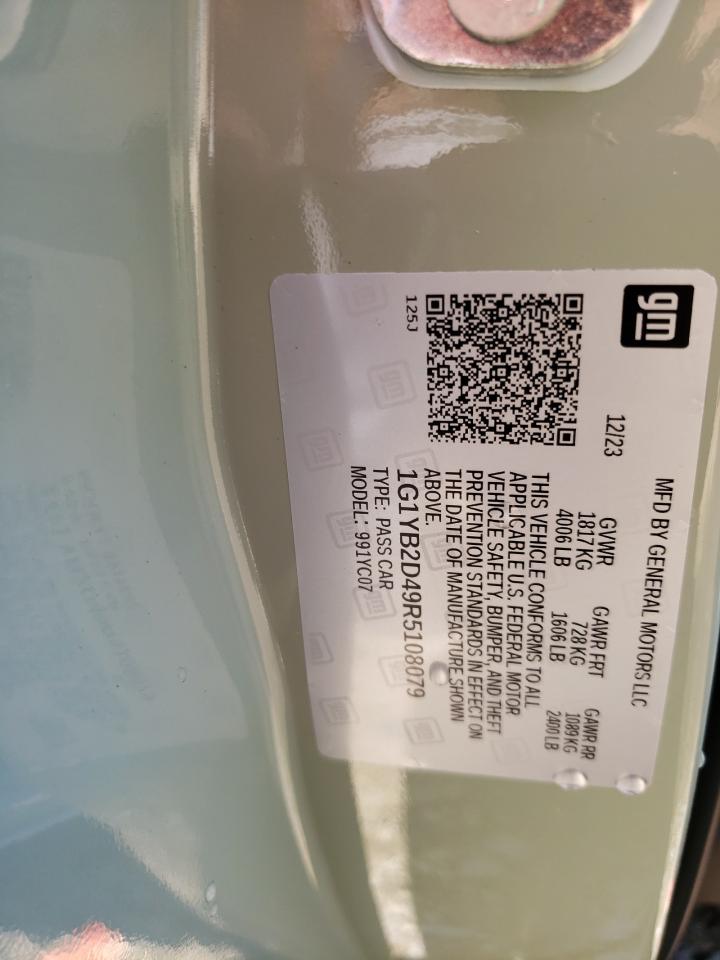 gm
MFD BY GENERAL MOTORS LLC
12/23
GVWR GAWR FRT GAWR RR
1817 KG 728 KG 1089 KG
4006 LB 1606 LB 2400 LB
THIS VEHICLE CONFORMS TO ALL
APPLICABLE U.S. FEDERAL MOTOR
VEHICLE SAFETY, BUMPER, AND THEFT
PREVENTION STANDARDS IN EFFECT ON
THE DATE OF MANUFACTURE SHOWN
ABOVE.
1G1YB2D49R5108079
TYPE: PASS CAR
MODEL: 991YC07
125J